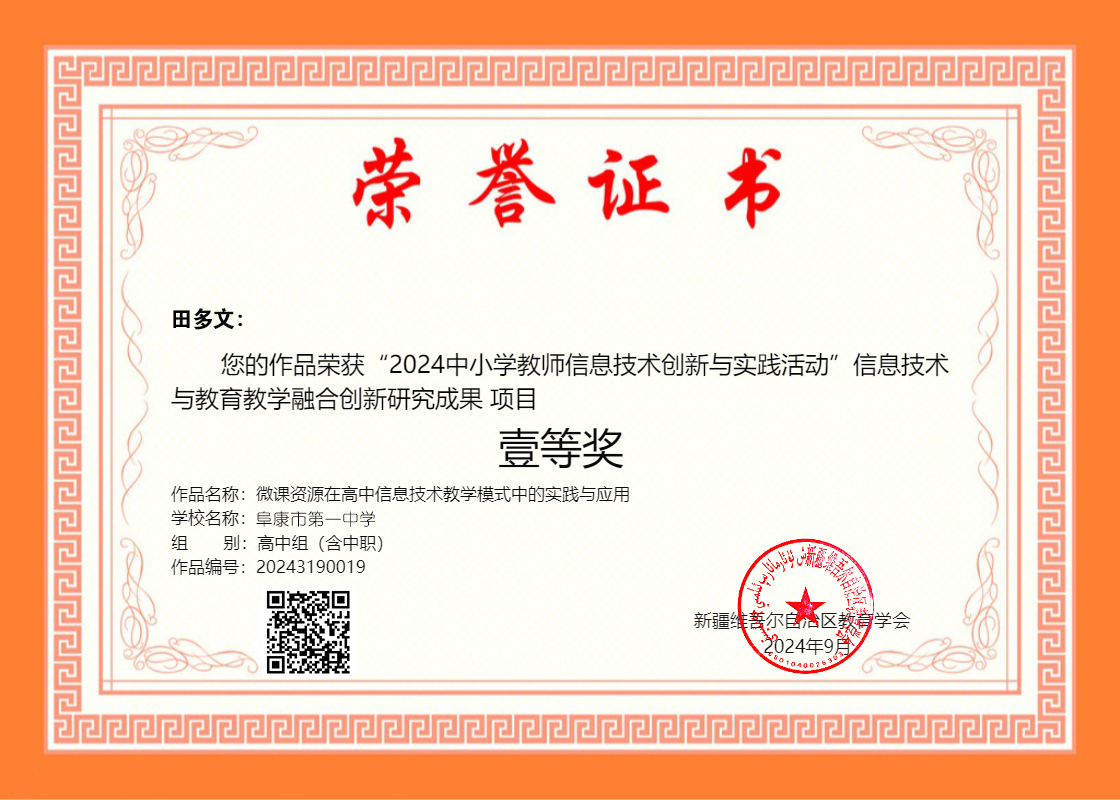 荣誉证书
田多文：
您的作品荣获“2024中小学教师信息技术创新与实践活动”信息技术
与教育教学融合创新研究成果 项目
壹等奖
作品名称：微课资源在高中信息技术教学模式中的实践与应用
学校名称：阜康市第一中学
组　　别：高中组（含中职）
作品编号：20243190019
新疆维吾尔自治区教育学会
2024年9月